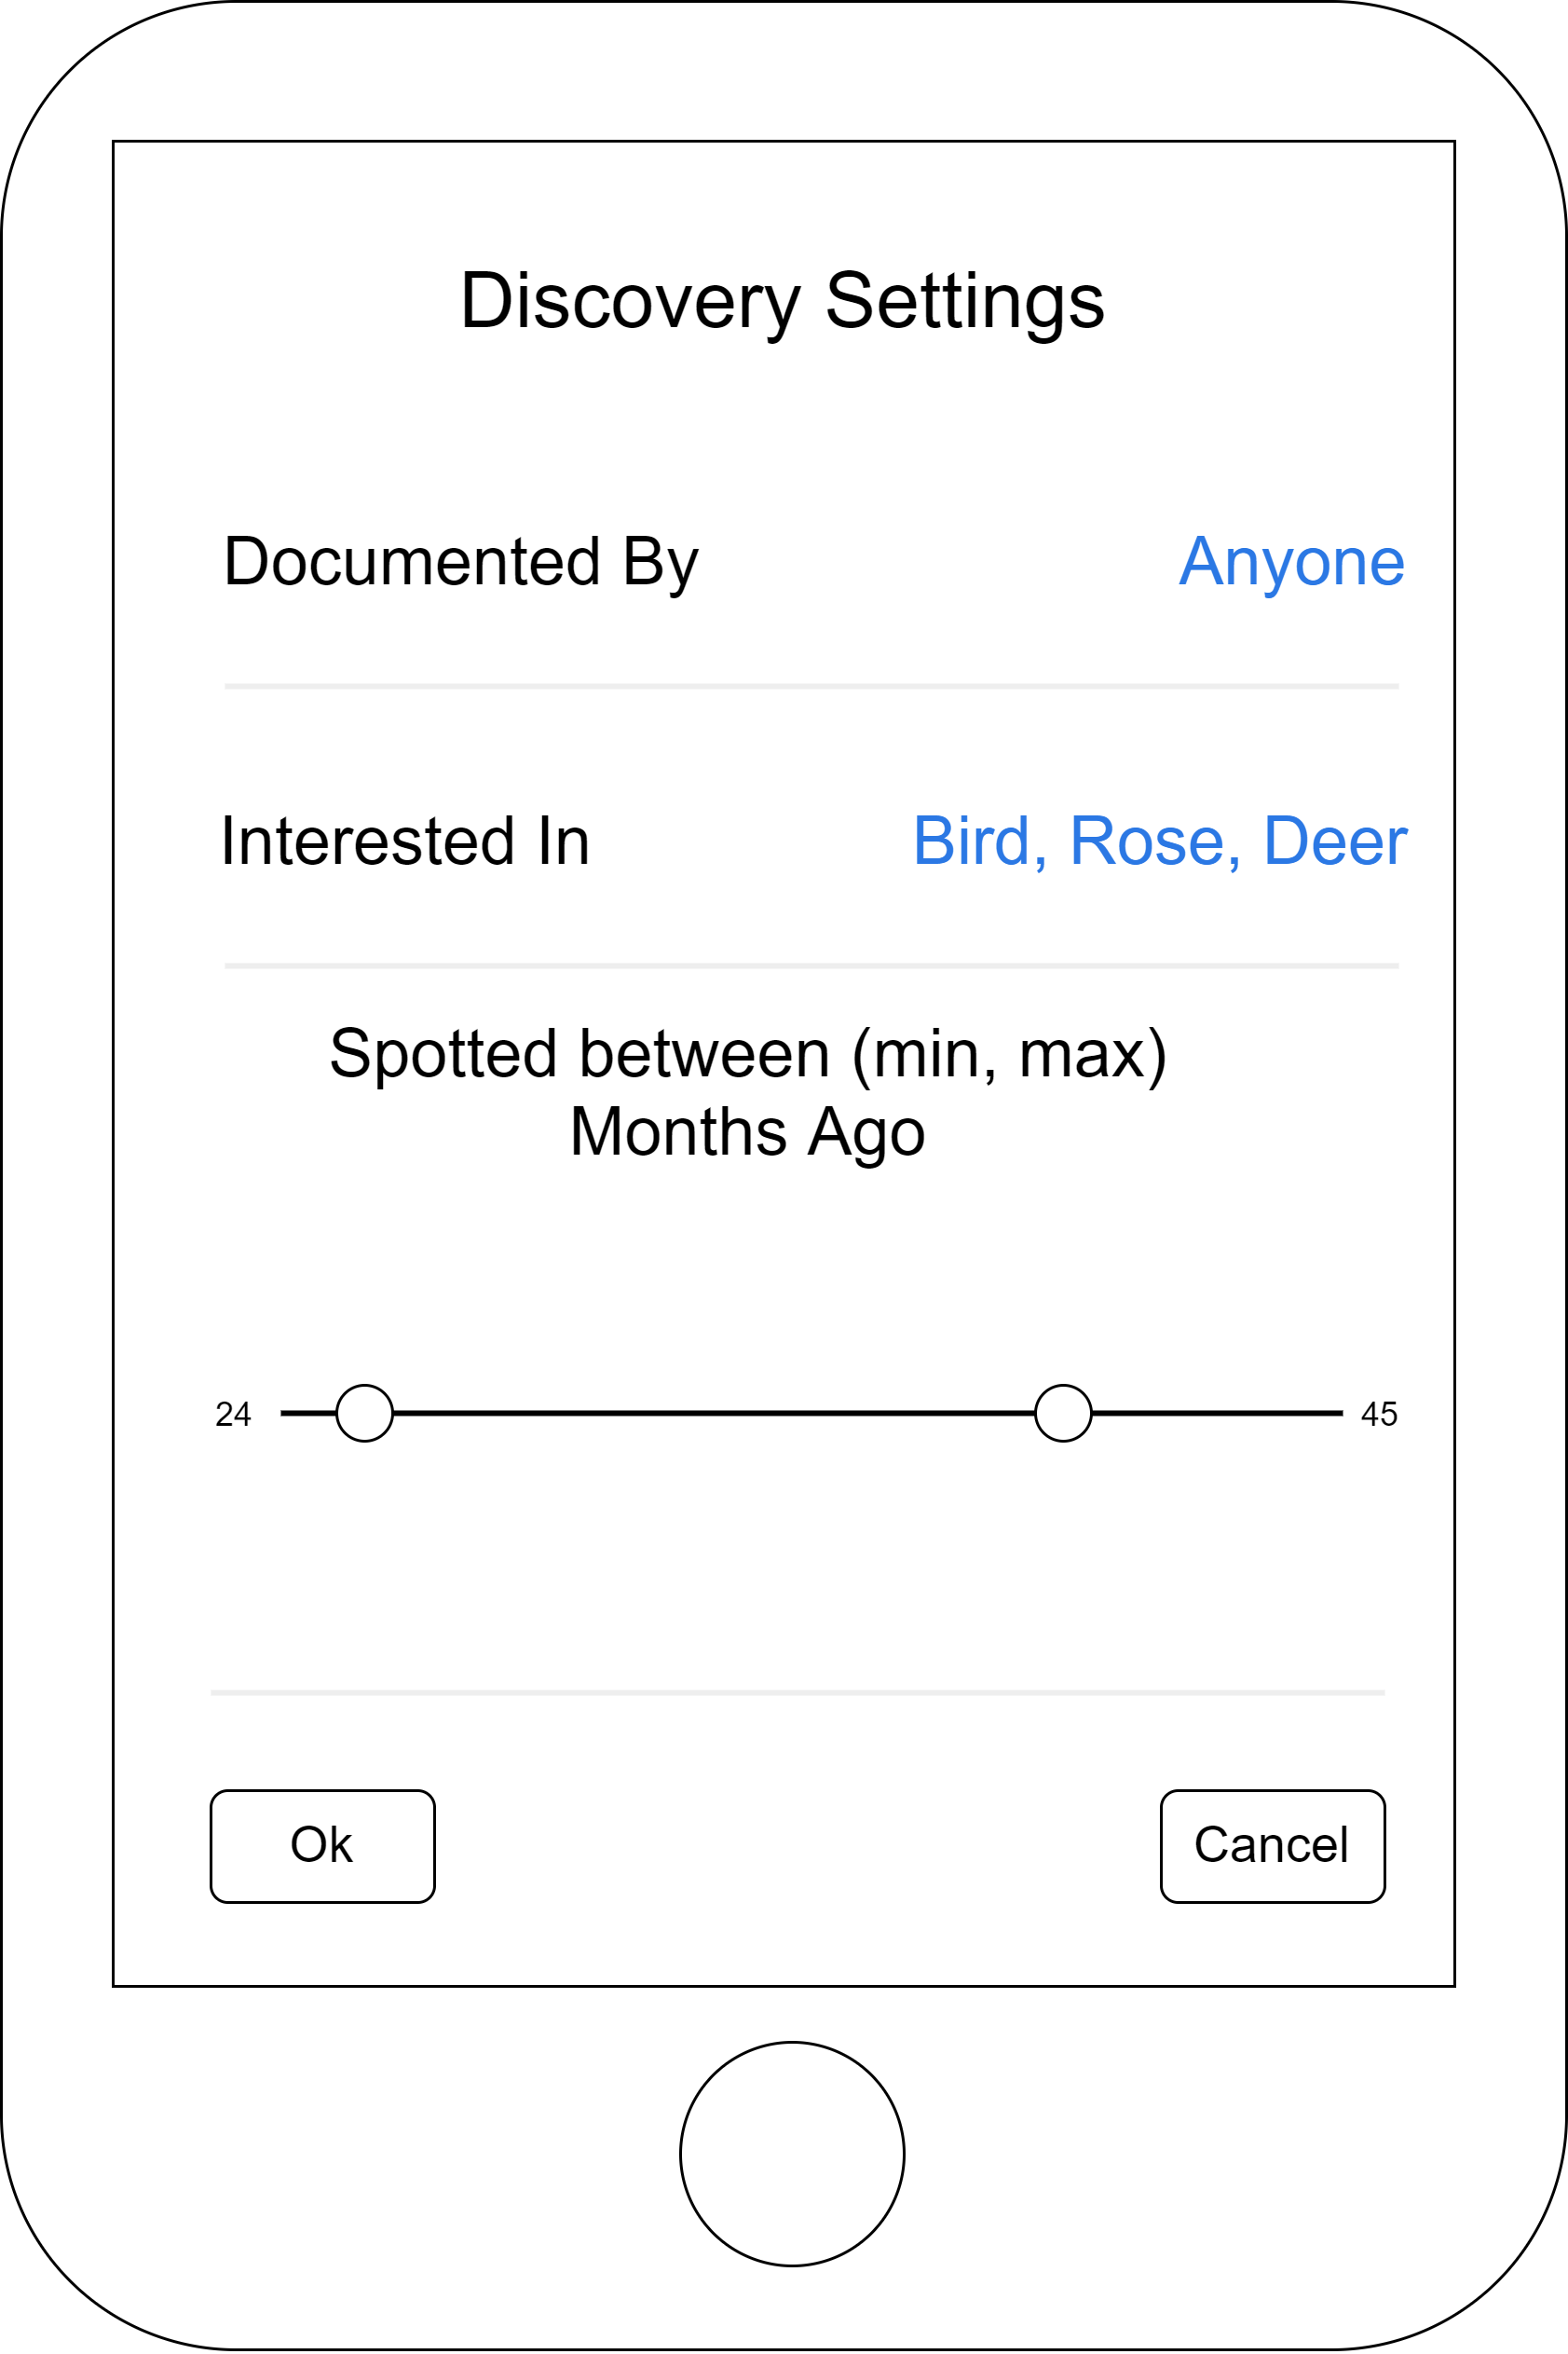 Discovery Settings
Documented By Anyone
Interested In Bird, Rose, Deer
Spotted between (min, max)
Months Ago
24 45
Ok Cancel